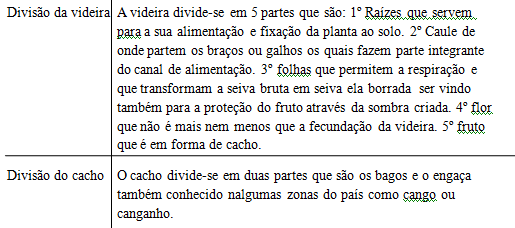 Divisão da videira A videira divide-se em 5 partes que são: 1º Raízes que servem
para a sua alimentação e fixação da planta ao solo. 2º Caule de
onde partem os braços ou galhos os quais fazem parte integrante
do canal de alimentação. 3º folhas que permitem a respiração e
que transformam a seiva bruta em seiva ela borrada ser vindo
também para a proteção do fruto através da sombra criada. 4º flor
que não é mais nem menos que a fecundação da videira. 5º fruto
que é em forma de cacho.
Divisão do cacho O cacho divide-se em duas partes que são os bagos e o engaça
também conhecido nalgumas zonas do país como cango ou
canganho.